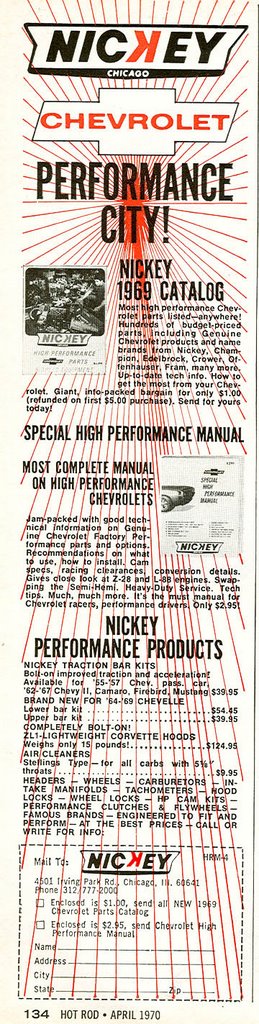 NICKEY
CHICAGO
CHEVROLET
PERFORMANCE
CITY!
NICKEY
1969 CATALOG
Most high performance Chev-
rolet parts listed—anywhere!
Hundreds of budget-priced
parts, including Genuine
Chevrolet products and name
brands from Nickey, Cham-
pion, Edelbrock, Crower, Of-
fenhauser, Fram, many more.
Up-to-date tech info. How to
get the most from your Chev-
rolet. Giant, info-packed bargain for only $1.00
(refunded on first $5.00 purchase). Send for yours
today!
NICKEY
HIGH PERFORMANCE
PARTS
SPECIAL HIGH PERFORMANCE MANUAL
MOST COMPLETE MANUAL
ON HIGH PERFORMANCE
CHEVROLETS
SPECIAL
HIGH
PERFORMANCE
MANUAL
NICKEY
Jam-packed with good tech-
nical information on Genu-
ine Chevrolet Factory Per-
formance parts and options.
Recommendations on what
to use, how to install. Cam
specs, racing clearances, conversion details.
Gives close look at Z-28 and L-88 engines. Swap-
ping the Semi-Hemi. Heavy-Duty Service. Tech
tips. Much, much more. It's the must manual for
Chevrolet racers, performance drivers. Only $2.95!
NICKEY
PERFORMANCE PRODUCTS
NICKEY TRACTION BAR KITS
Bolt-on improved traction and acceleration!
Available for '55-'57 Chev. pass. car,
'62-'67 Chevy II, Camaro, Firebird, Mustang $39.95
BRAND NEW FOR '64-'69 CHEVELLE
Lower bar kit ........ $54.45
Upper bar kit ........ $39.95
COMPLETELY BOLT-ON!
ZL1-LIGHTWEIGHT CORVETTE HOODS
Weighs only 15 pounds! ........ $124.95
AIR CLEANERS
Stellings Type—for all carbs with 5⅛"
throats ........ $9.95
HEADERS — WHEELS — CARBURETORS — IN-
TAKE MANIFOLDS — TACHOMETERS — HOOD
LOCKS — WHEEL LOCKS — HP CAM KITS —
PERFORMANCE CLUTCHES & FLYWHEELS—
FAMOUS BRANDS — ENGINEERED TO FIT AND
PERFORM—AT THE BEST PRICES—CALL OR
WRITE FOR INFO:
Mail To: NICKEY HRM-4
4501 Irving Park Rd., Chicago, Ill. 60641
Phone 312/777-2000
Enclosed is $1.00, send all NEW 1969
Chevrolet Parts Catalog
Enclosed is $2.95, send Chevrolet High
Performance Manual
Name
Address
City
State Zip
134 HOT ROD • APRIL 1970